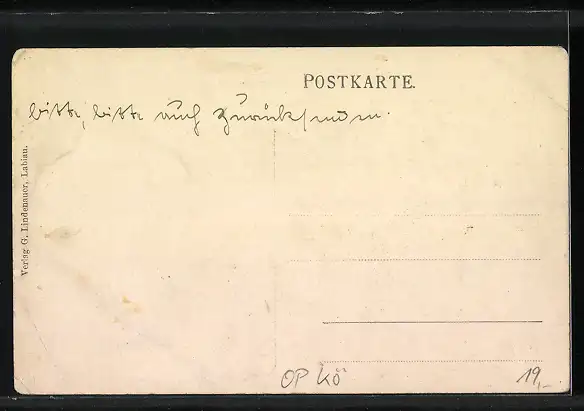 POSTKARTE.
bitte, bitte auch zurücksenden.
Verlag G. Lindenauer, Labiau.
OP Kö
19,-